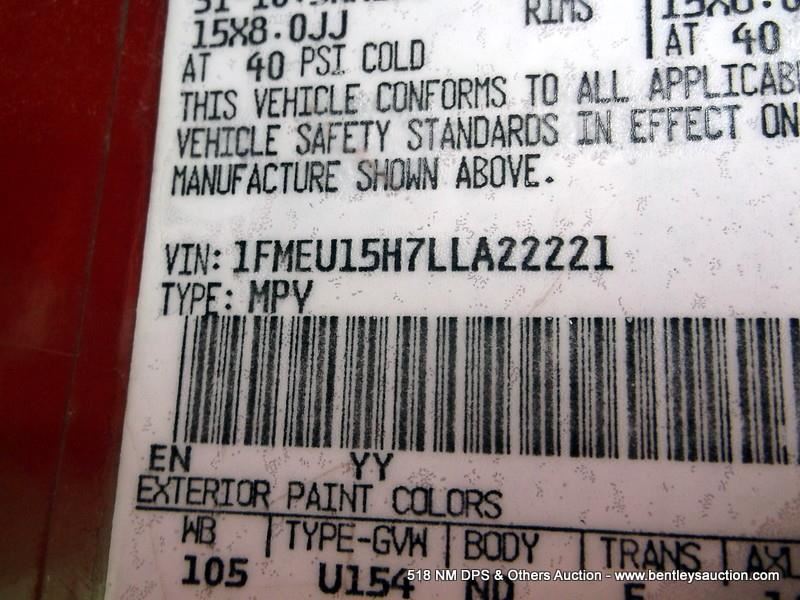 15X8.0JJ RIMS
AT 40 PSI COLD AT 40
THIS VEHICLE CONFORMS TO ALL
VEHICLE SAFETY STANDARDS IN EFFECT ON
MANUFACTURE SHOWN ABOVE.
VIN: 1FMEU15H7LLA22221
TYPE: MPV
EN YY
EXTERIOR PAINT COLORS
WB TYPE-GVW BODY TRANS
105 U154
518 NM DPS & Others Auction - www.bentleysauction.com